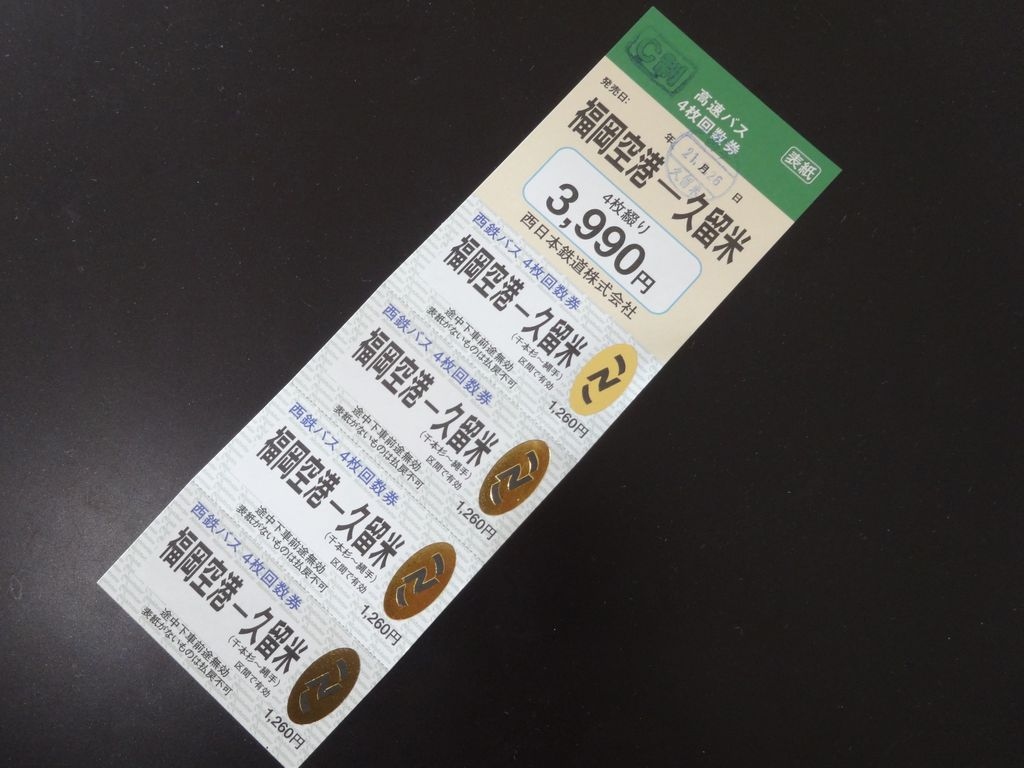 C制
高速バス
4枚回数券
表紙
発売日: 年 月 日
福岡空港ー久留米
4枚綴り
3,990円
西日本鉄道株式会社
西鉄バス 4枚回数券
福岡空港ー久留米
(千本杉〜縄手)
途中下車前途無効 区間で有効
表紙がないものは払戻不可
1,260円
西鉄バス 4枚回数券
福岡空港ー久留米
(千本杉〜縄手)
途中下車前途無効 区間で有効
表紙がないものは払戻不可
1,260円
西鉄バス 4枚回数券
福岡空港ー久留米
(千本杉〜縄手)
途中下車前途無効 区間で有効
表紙がないものは払戻不可
1,260円
西鉄バス 4枚回数券
福岡空港ー久留米
(千本杉〜縄手)
途中下車前途無効 区間で有効
表紙がないものは払戻不可
1,260円